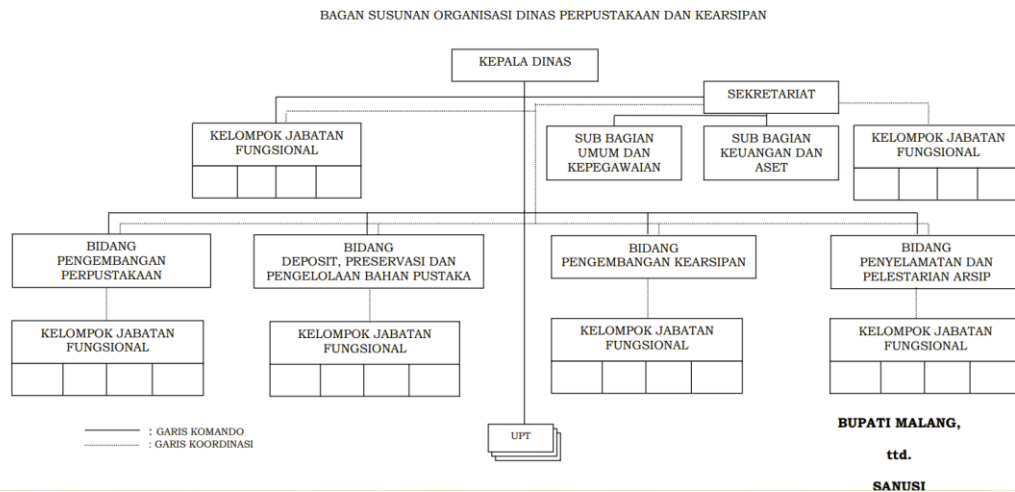 BAGAN SUSUNAN ORGANISASI DINAS PERPUSTAKAAN DAN KEARSIPAN
KEPALA DINAS
SEKRETARIAT
KELOMPOK JABATAN
FUNGSIONAL
SUB BAGIAN
UMUM DAN
KEPEGAWAIAN
SUB BAGIAN
KEUANGAN DAN
ASET
KELOMPOK JABATAN
FUNGSIONAL
BIDANG
PENGEMBANGAN
PERPUSTAKAAN
BIDANG
DEPOSIT, PRESERVASI DAN
PENGELOLAAN BAHAN PUSTAKA
BIDANG
PENGEMBANGAN KEARSIPAN
BIDANG
PENYELAMATAN DAN
PELESTARIAN ARSIP
KELOMPOK JABATAN
FUNGSIONAL
KELOMPOK JABATAN
FUNGSIONAL
KELOMPOK JABATAN
FUNGSIONAL
KELOMPOK JABATAN
FUNGSIONAL
: GARIS KOMANDO
: GARIS KOORDINASI
UPT
BUPATI MALANG,
ttd.
SANUSI